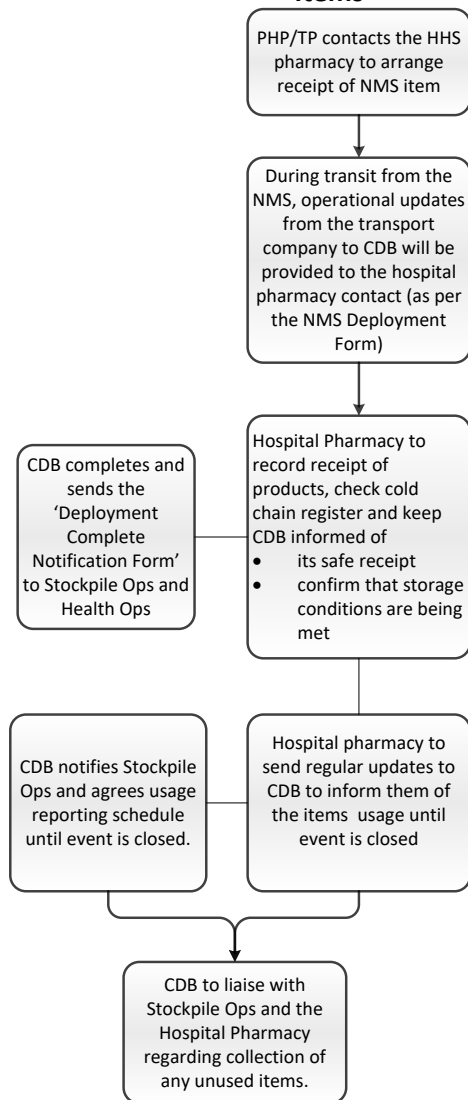 Items
PHP/TP contacts the HHS
pharmacy to arrange
receipt of NMS item
During transit from the
NMS, operational updates
from the transport
company to CDB will be
provided to the hospital
pharmacy contact (as per
the NMS Deployment
Form)
CDB completes and
sends the
‘Deployment
Complete
Notification Form’
to Stockpile Ops and
Health Ops
Hospital Pharmacy to
record receipt of
products, check cold
chain register and keep
CDB informed of
• its safe receipt
• confirm that storage
conditions are being
met
CDB notifies Stockpile
Ops and agrees usage
reporting schedule
until event is closed.
Hospital pharmacy to
send regular updates to
CDB to inform them of
the items usage until
event is closed
CDB to liaise with
Stockpile Ops and the
Hospital Pharmacy
regarding collection of
any unused items.